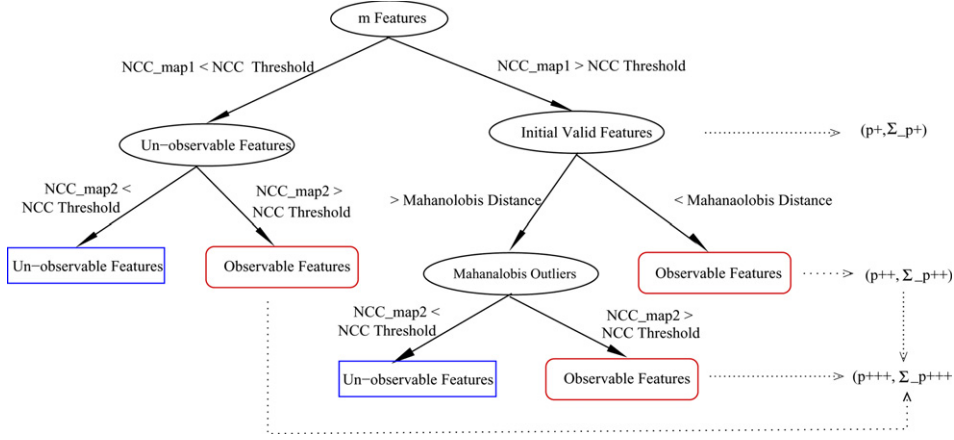 m Features
NCC_map1 < NCC Threshold
NCC_map1 > NCC Threshold
Un-observable Features
Initial Valid Features
(p+,Σ_p+)
NCC_map2 <
NCC Threshold
NCC_map2 >
NCC Threshold
> Mahanolobis Distance
< Mahanaolobis Distance
Un-observable Features
Observable Features
Mahanalobis Outliers
Observable Features
(p++, Σ_p++)
NCC_map2 <
NCC Threshold
NCC_map2 >
NCC Threshold
Un-observable Features
Observable Features
(p+++, Σ_p+++